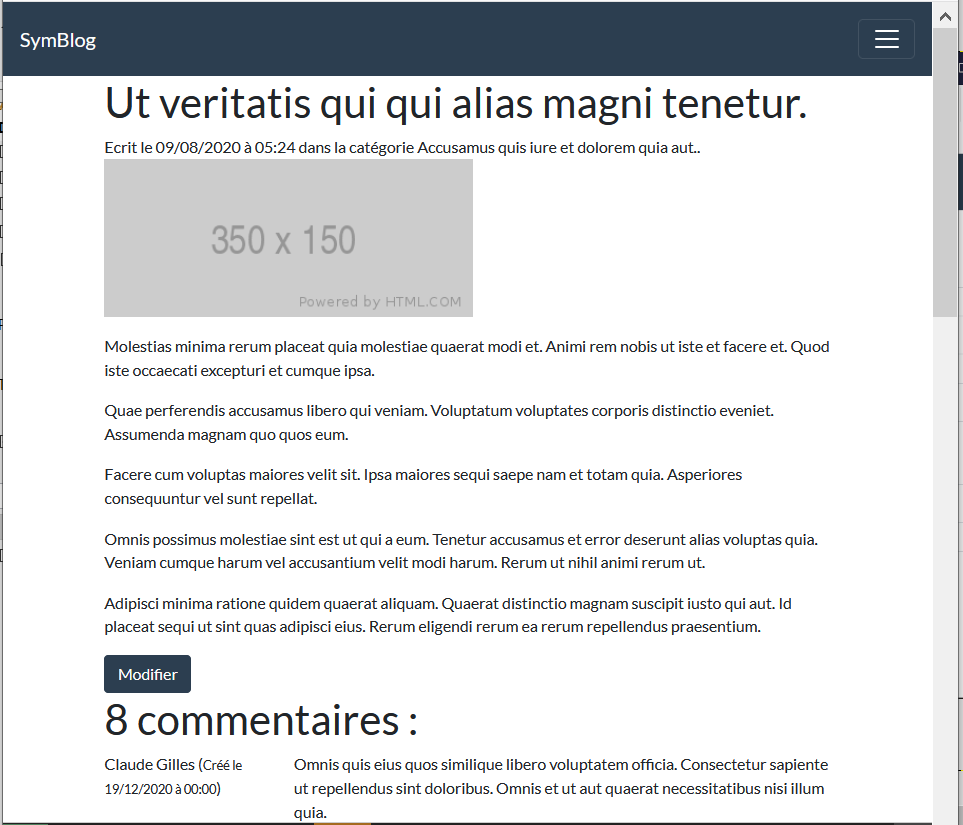 SymBlog
Ut veritatis qui qui alias magni tenetur.
Ecrit le 09/08/2020 à 05:24 dans la catégorie Accusamus quis iure et dolorem quia aut..
350 x 150
Powered by HTML.COM
Molestias minima rerum placeat quia molestiae quaerat modi et. Animi rem nobis ut iste et facere et. Quod
iste occaecati excepturi et cumque ipsa.
Quae perferendis accusamus libero qui veniam. Voluptatum voluptates corporis distinctio eveniet.
Assumenda magnam quo quos eum.
Facere cum voluptas maiores velit sit. Ipsa maiores sequi saepe nam et totam quia. Asperiores
consequuntur vel sunt repellat.
Omnis possimus molestiae sint est ut qui a eum. Tenetur accusamus et error deserunt alias voluptas quia.
Veniam cumque harum vel accusantium velit modi harum. Rerum ut nihil animi rerum ut.
Adipisci minima ratione quidem quaerat aliquam. Quaerat distinctio magnam suscipit iusto qui aut. Id
placeat sequi ut sint quas adipisci eius. Rerum eligendi rerum ea rerum repellendus praesentium.
Modifier
8 commentaires :
Claude Gilles (Créé le
19/12/2020 à 00:00)
Omnis quis eius quos similique libero voluptatem officia. Consectetur sapiente
ut repellendus sint doloribus. Omnis et ut aut quaerat necessitatibus nisi illum
quia.